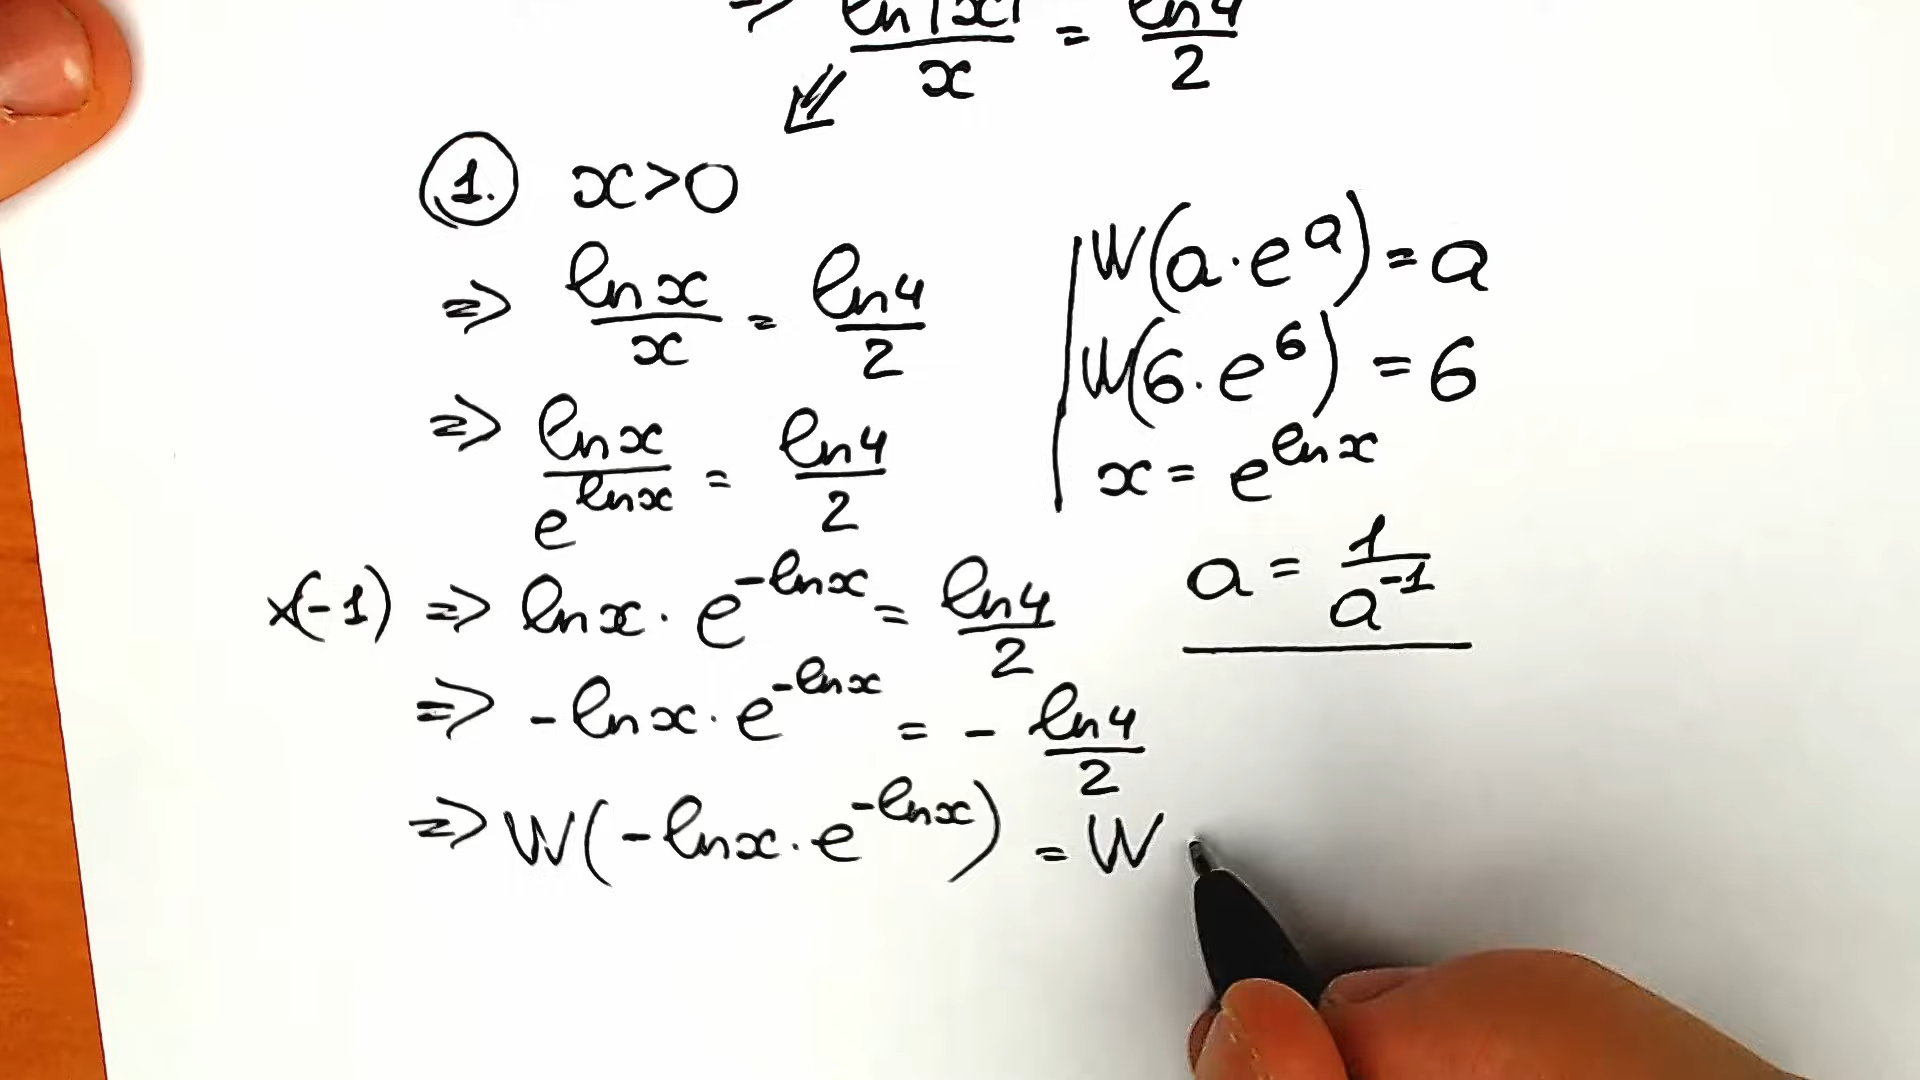 => ln|x|/x = ln4/2
1. x>0
=> lnx/x = ln4/2
=> lnx/e^lnx = ln4/2
x(-1) => lnx · e^-lnx = ln4/2
=> -lnx · e^-lnx = - ln4/2
=> W(-lnx · e^-lnx) = W
W(a·e^a) = a
W(6·e^6) = 6
x = e^lnx
a = 1/a^-1